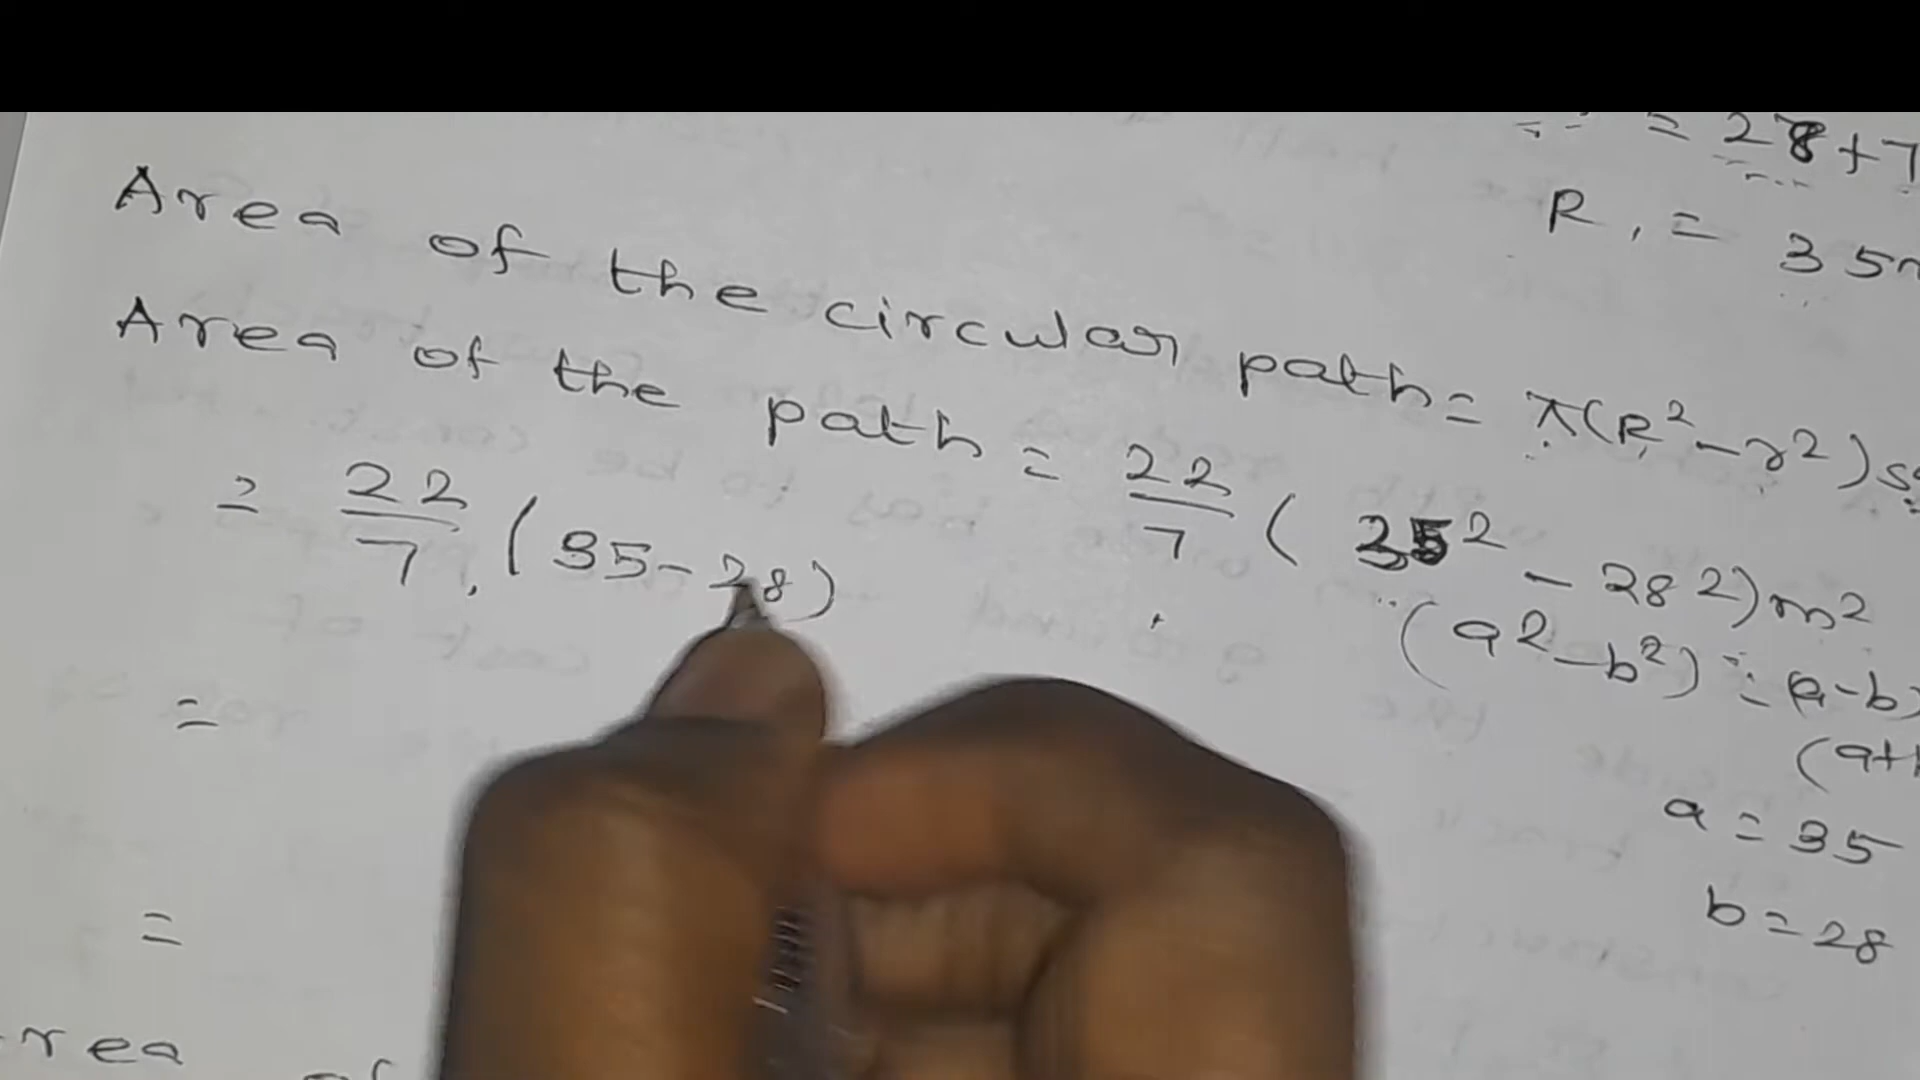 = 28+7
R, = 35
Area of the circular path = π(R²-r²)
Area of the path = 22/7 (35² - 28²)m²
= 22/7 (35-28)
(a²-b²) = (a-b)
(a+
=
a = 35
b = 28
=
rea